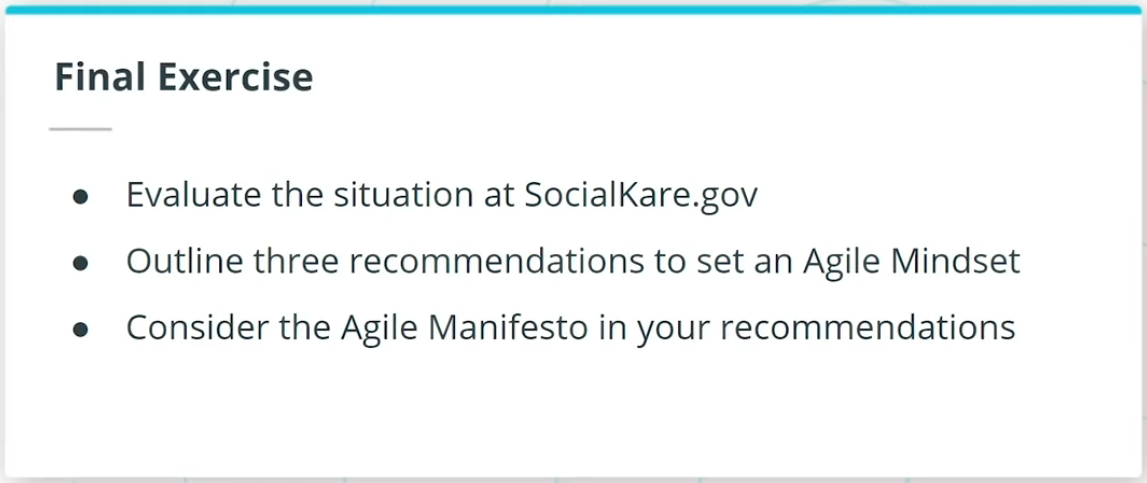 Final Exercise
● Evaluate the situation at SocialKare.gov
● Outline three recommendations to set an Agile Mindset
● Consider the Agile Manifesto in your recommendations